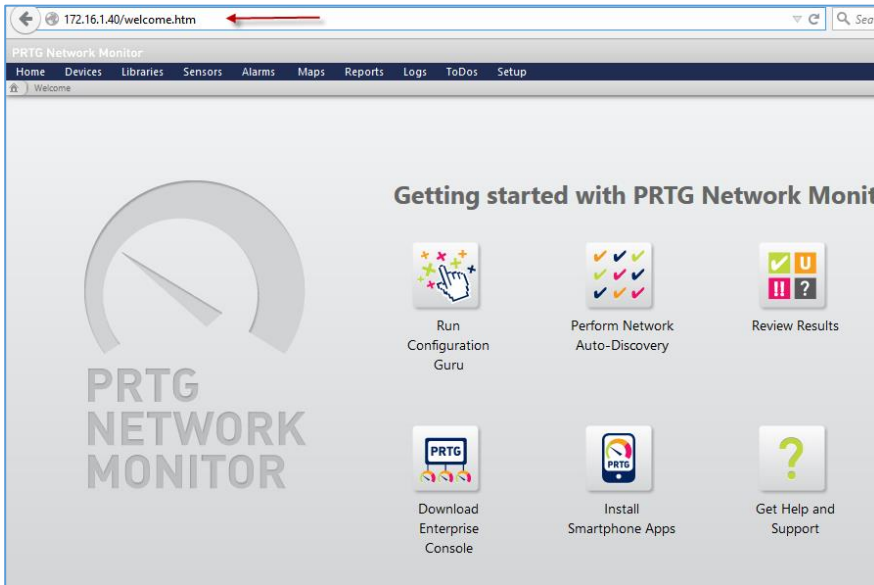 172.16.1.40/welcome.htm
Sea
PRTG Network Monitor
Home Devices Libraries Sensors Alarms Maps Reports Logs ToDos Setup
Welcome
Getting started with PRTG Network Monit
U
!! ?
Run
Configuration
Guru
Perform Network
Auto-Discovery
Review Results
PRTG
NETWORK
MONITOR
PRTG
PRTG
?
Download
Enterprise
Console
Install
Smartphone Apps
Get Help and
Support